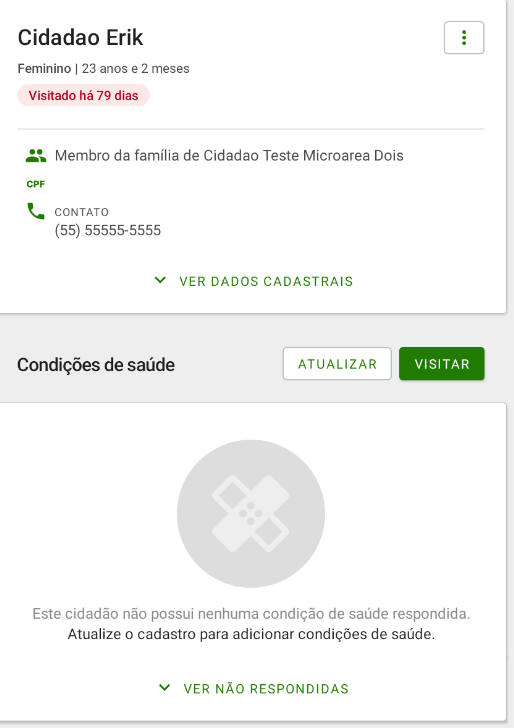 Cidadao Erik
Feminino | 23 anos e 2 meses
Visitado há 79 dias
Membro da família de Cidadao Teste Microarea Dois
CPF
CONTATO
(55) 55555-5555
VER DADOS CADASTRAIS
Condições de saúde
ATUALIZAR
VISITAR
Este cidadão não possui nenhuma condição de saúde respondida.
Atualize o cadastro para adicionar condições de saúde.
VER NÃO RESPONDIDAS